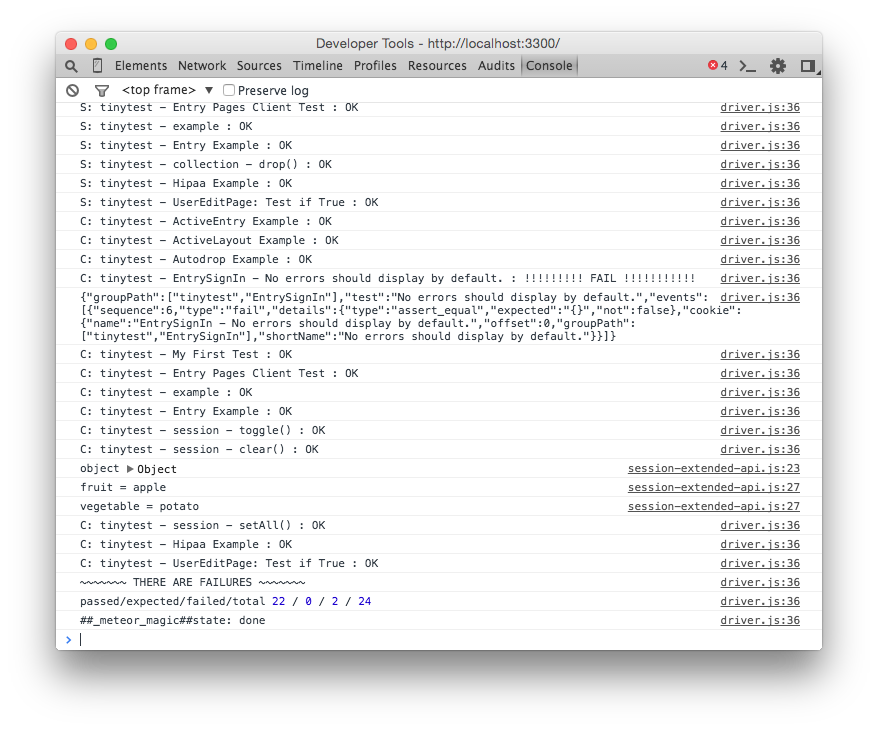 Developer Tools - http://localhost:3300/
Elements Network Sources Timeline Profiles Resources Audits Console 4
<top frame> ▼ Preserve log
S: tinytest - Entry Pages Client Test : OK driver.js:36
S: tinytest - example : OK driver.js:36
S: tinytest - Entry Example : OK driver.js:36
S: tinytest - collection - drop() : OK driver.js:36
S: tinytest - Hipaa Example : OK driver.js:36
S: tinytest - UserEditPage: Test if True : OK driver.js:36
C: tinytest - ActiveEntry Example : OK driver.js:36
C: tinytest - ActiveLayout Example : OK driver.js:36
C: tinytest - Autodrop Example : OK driver.js:36
C: tinytest - EntrySignIn - No errors should display by default. : !!!!!!!!! FAIL !!!!!!!!!!! driver.js:36
{"groupPath":["tinytest","EntrySignIn"],"test":"No errors should display by default.","events": driver.js:36
[{"sequence":6,"type":"fail","details":{"type":"assert_equal","expected":"{}","not":false},"cookie":
{"name":"EntrySignIn - No errors should display by default.","offset":0,"groupPath":
["tinytest","EntrySignIn"],"shortName":"No errors should display by default."}}]}
C: tinytest - My First Test : OK driver.js:36
C: tinytest - Entry Pages Client Test : OK driver.js:36
C: tinytest - example : OK driver.js:36
C: tinytest - Entry Example : OK driver.js:36
C: tinytest - session - toggle() : OK driver.js:36
C: tinytest - session - clear() : OK driver.js:36
object ▶ Object session-extended-api.js:23
fruit = apple session-extended-api.js:27
vegetable = potato session-extended-api.js:27
C: tinytest - session - setAll() : OK driver.js:36
C: tinytest - Hipaa Example : OK driver.js:36
C: tinytest - UserEditPage: Test if True : OK driver.js:36
~~~~~~~ THERE ARE FAILURES ~~~~~~~ driver.js:36
passed/expected/failed/total 22 / 0 / 2 / 24 driver.js:36
##_meteor_magic##state: done driver.js:36
>